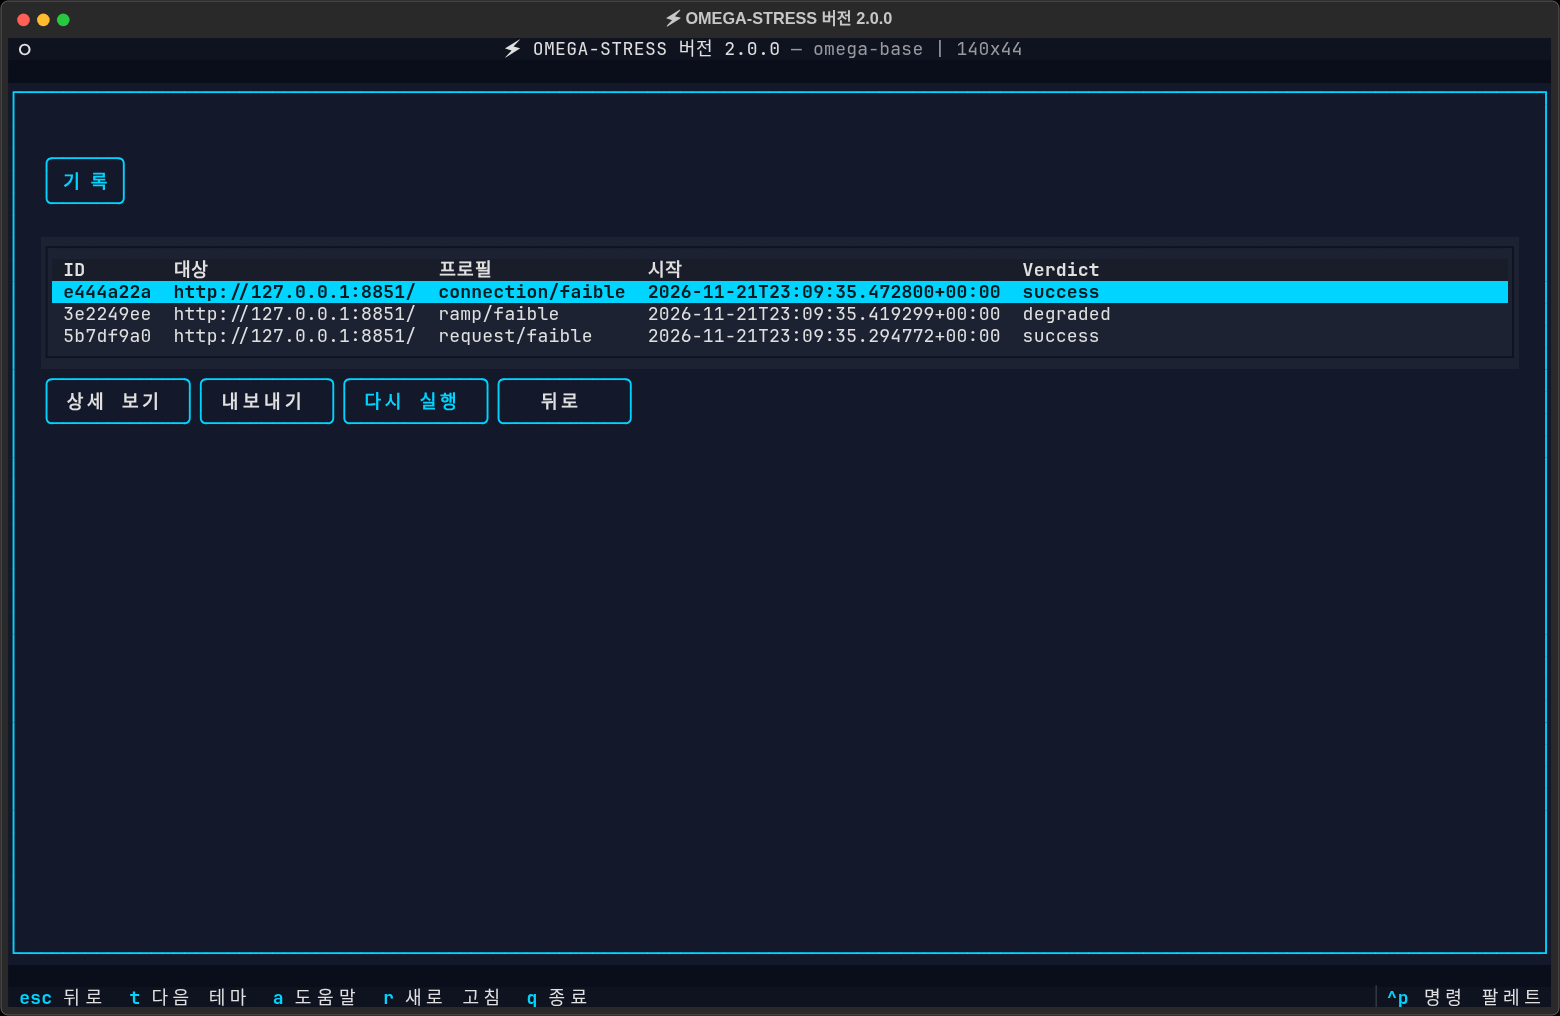 ⚡ OMEGA-STRESS 버전 2.0.0
⚡ OMEGA-STRESS 버전 2.0.0 — omega-base | 140x44
기록
ID 대상 프로필 시작 Verdict
e444a22a http://127.0.0.1:8851/ connection/faible 2026-11-21T23:09:35.472800+00:00 success
3e2249ee http://127.0.0.1:8851/ ramp/faible 2026-11-21T23:09:35.419299+00:00 degraded
5b7df9a0 http://127.0.0.1:8851/ request/faible 2026-11-21T23:09:35.294772+00:00 success
상세 보기 내보내기 다시 실행 뒤로
esc 뒤로 t 다음 테마 a 도움말 r 새로 고침 q 종료 ^p 명령 팔레트